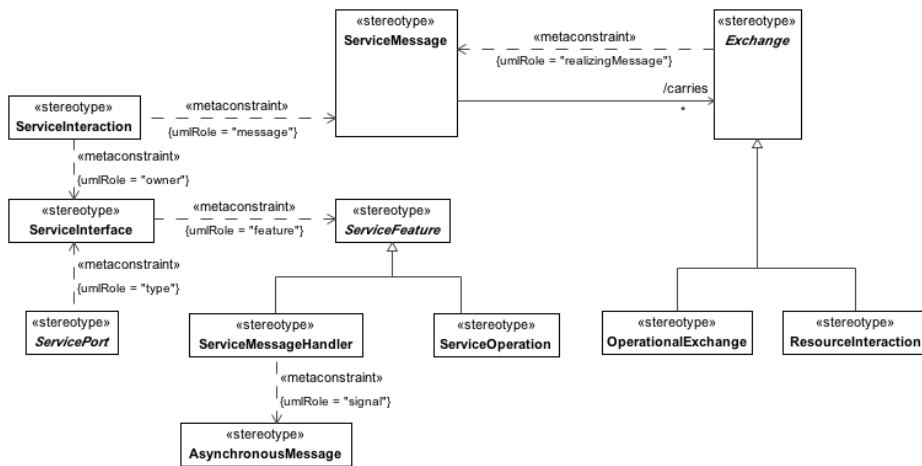 «stereotype»
ServiceMessage
«stereotype»
Exchange
«metaconstraint»
{umlRole = "realizingMessage"}
/carries
*
«stereotype»
ServiceInteraction
«metaconstraint»
{umlRole = "message"}
«metaconstraint»
{umlRole = "owner"}
«stereotype»
ServiceInterface
«metaconstraint»
{umlRole = "feature"}
«stereotype»
ServiceFeature
«metaconstraint»
{umlRole = "type"}
«stereotype»
ServicePort
«stereotype»
ServiceMessageHandler
«stereotype»
ServiceOperation
«stereotype»
OperationalExchange
«stereotype»
ResourceInteraction
«metaconstraint»
{umlRole = "signal"}
«stereotype»
AsynchronousMessage